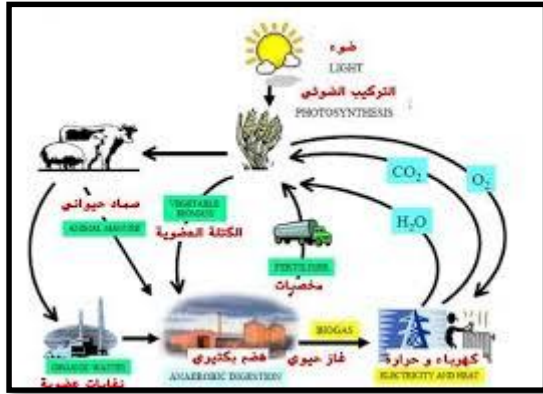 ضوء
LIGHT
التركيب الضوئي
PHOTOSYNTHESIS
CO₂
O₂
H₂O
سماد حيواني
ANIMAL MANURE
VEGETABLE
BIOMASS
الكتلة العضوية
FERTILISER
مخصبات
BIOGAS
غاز حيوي
هضم بكتيري
ANAEROBIC DIGESTION
كهرباء و حرارة
ELECTRICITY AND HEAT
ORGANIC WASTES
نفايات عضوية